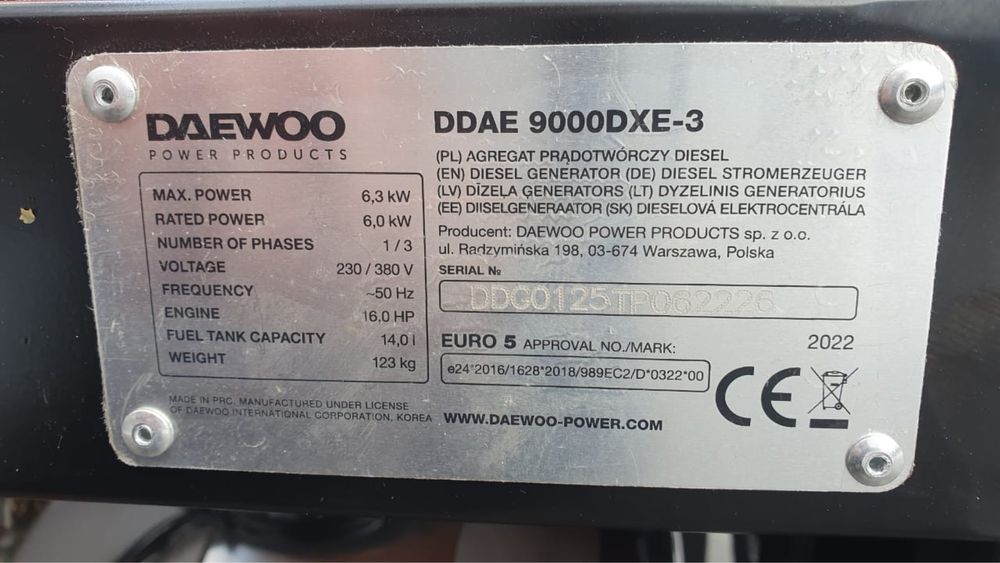 DAEWOO
POWER PRODUCTS
MAX. POWER 6,3 kW
RATED POWER 6,0 kW
NUMBER OF PHASES 1 / 3
VOLTAGE 230 / 380 V
FREQUENCY ~50 Hz
ENGINE 16.0 HP
FUEL TANK CAPACITY 14,0 l
WEIGHT 123 kg
MADE IN PRC. MANUFACTURED UNDER LICENSE
OF DAEWOO INTERNATIONAL CORPORATION, KOREA
DDAE 9000DXE-3
(PL) AGREGAT PRĄDOTWÓRCZY DIESEL
(EN) DIESEL GENERATOR (DE) DIESEL STROMERZEUGER
(LV) DĪZEĻA GENERATORS (LT) DYZELINIS GENERATORIUS
(EE) DIISELGENERAATOR (SK) DIESELOVÁ ELEKTROCENTRÁLA
Producent: DAEWOO POWER PRODUCTS sp. z o.o.
ul. Radzymińska 198, 03-674 Warszawa, Polska
SERIAL №
DDG0125TP062226
EURO 5 APPROVAL NO./MARK: 2022
e24*2016/1628*2018/989EC2/D*0322*00
CE
WWW.DAEWOO-POWER.COM